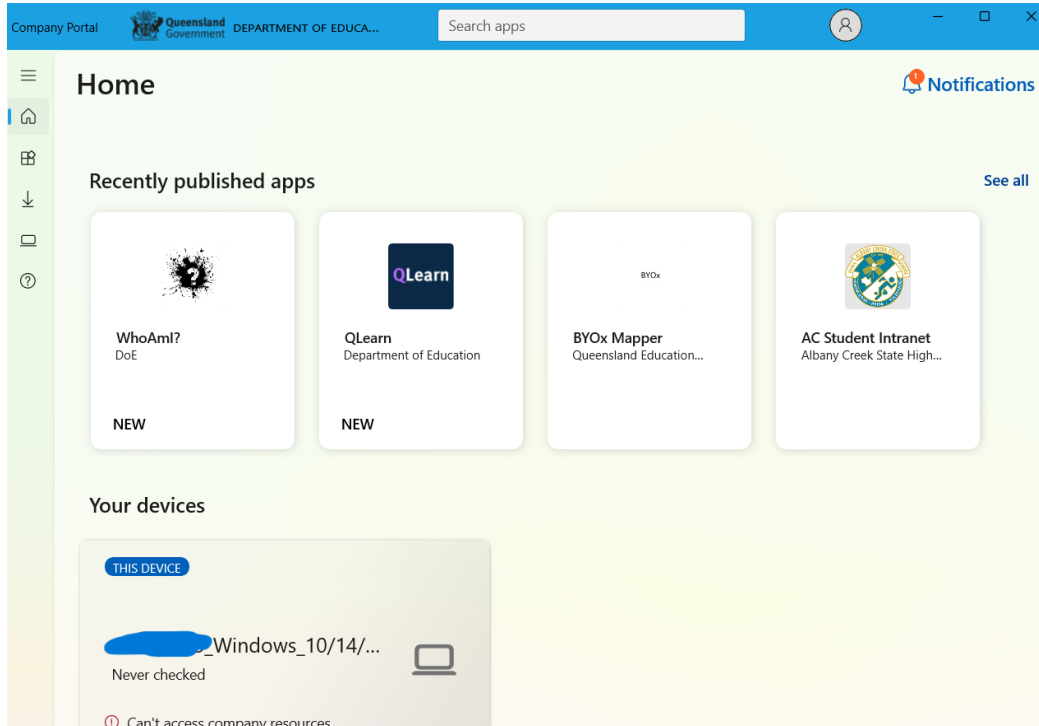 Company Portal
Queensland
Government
DEPARTMENT OF EDUCA...
Search apps
Home
1
Notifications
Recently published apps
See all
?
QLearn
BYOx
WhoAmI?
DoE
NEW
QLearn
Department of Education
NEW
BYOx Mapper
Queensland Education...
AC Student Intranet
Albany Creek State High...
Your devices
THIS DEVICE
_Windows_10/14/...
Never checked
Can't access company resources